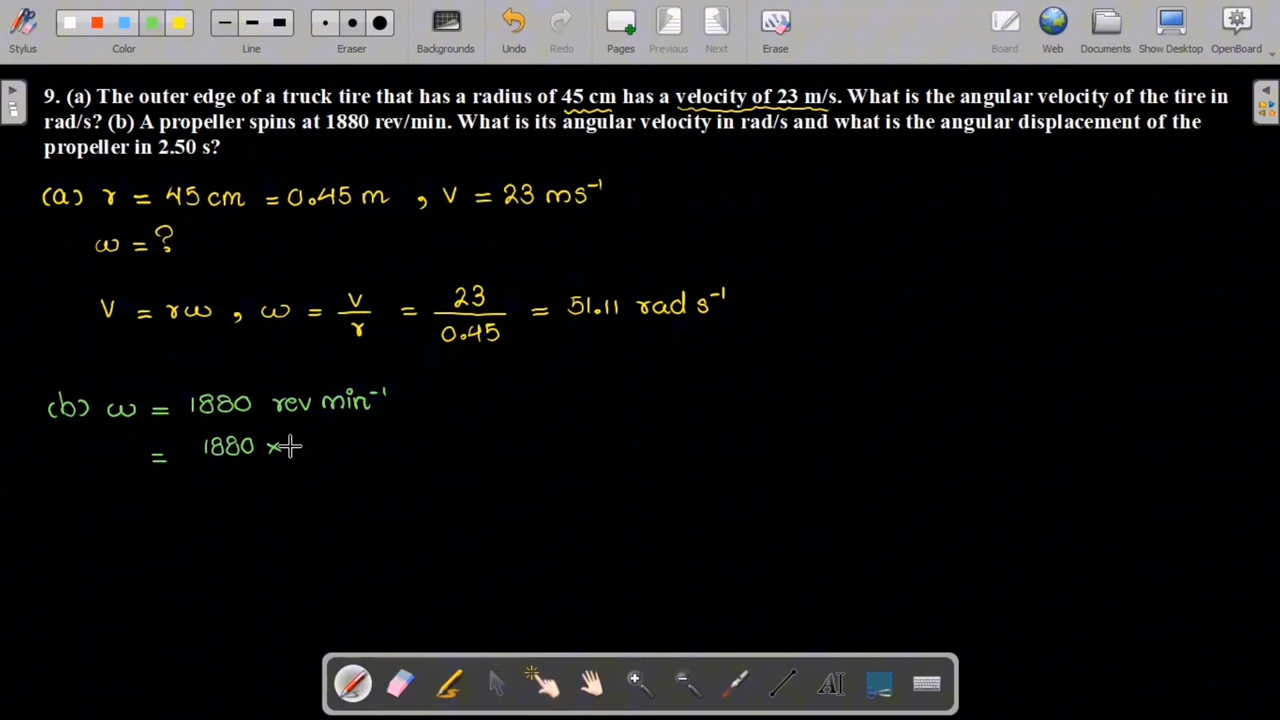 Stylus Color Line Eraser Backgrounds Undo Redo Pages Previous Next Erase Board Web Documents Show Desktop OpenBoard
9. (a) The outer edge of a truck tire that has a radius of 45 cm has a velocity of 23 m/s. What is the angular velocity of the tire in
rad/s? (b) A propeller spins at 1880 rev/min. What is its angular velocity in rad/s and what is the angular displacement of the
propeller in 2.50 s?
(a) r = 45 cm = 0.45 m , V = 23 ms⁻¹
ω = ?
V = rω , ω = v/r = 23/0.45 = 51.11 rad s⁻¹
(b) ω = 1880 rev min⁻¹
= 1880 ×
AI